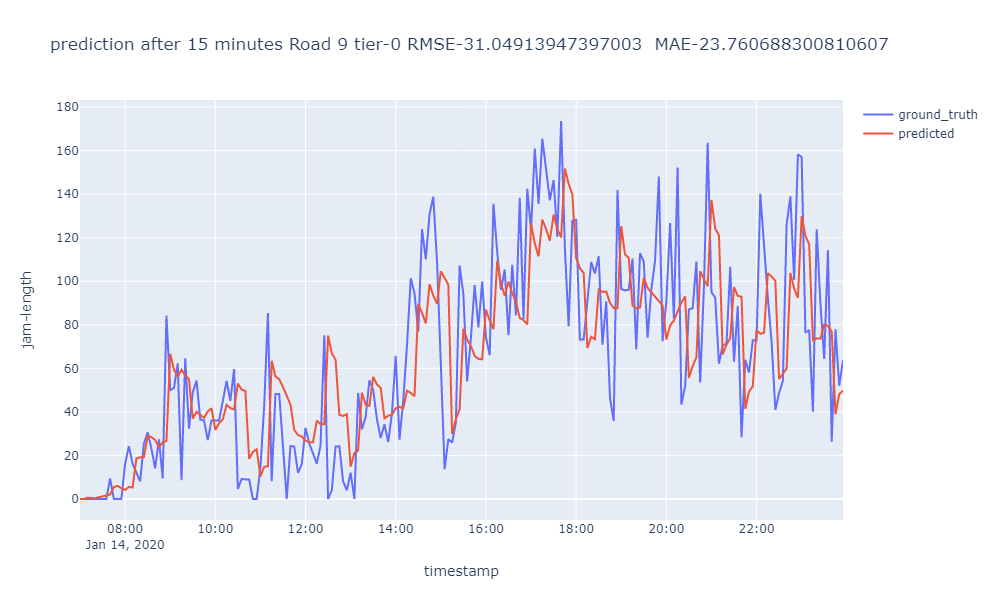 prediction after 15 minutes Road 9 tier-0 RMSE-31.04913947397003  MAE-23.760688300810607
ground_truth
predicted
jam-length
180
160
140
120
100
80
60
40
20
0
08:00 10:00 12:00 14:00 16:00 18:00 20:00 22:00
Jan 14, 2020
timestamp